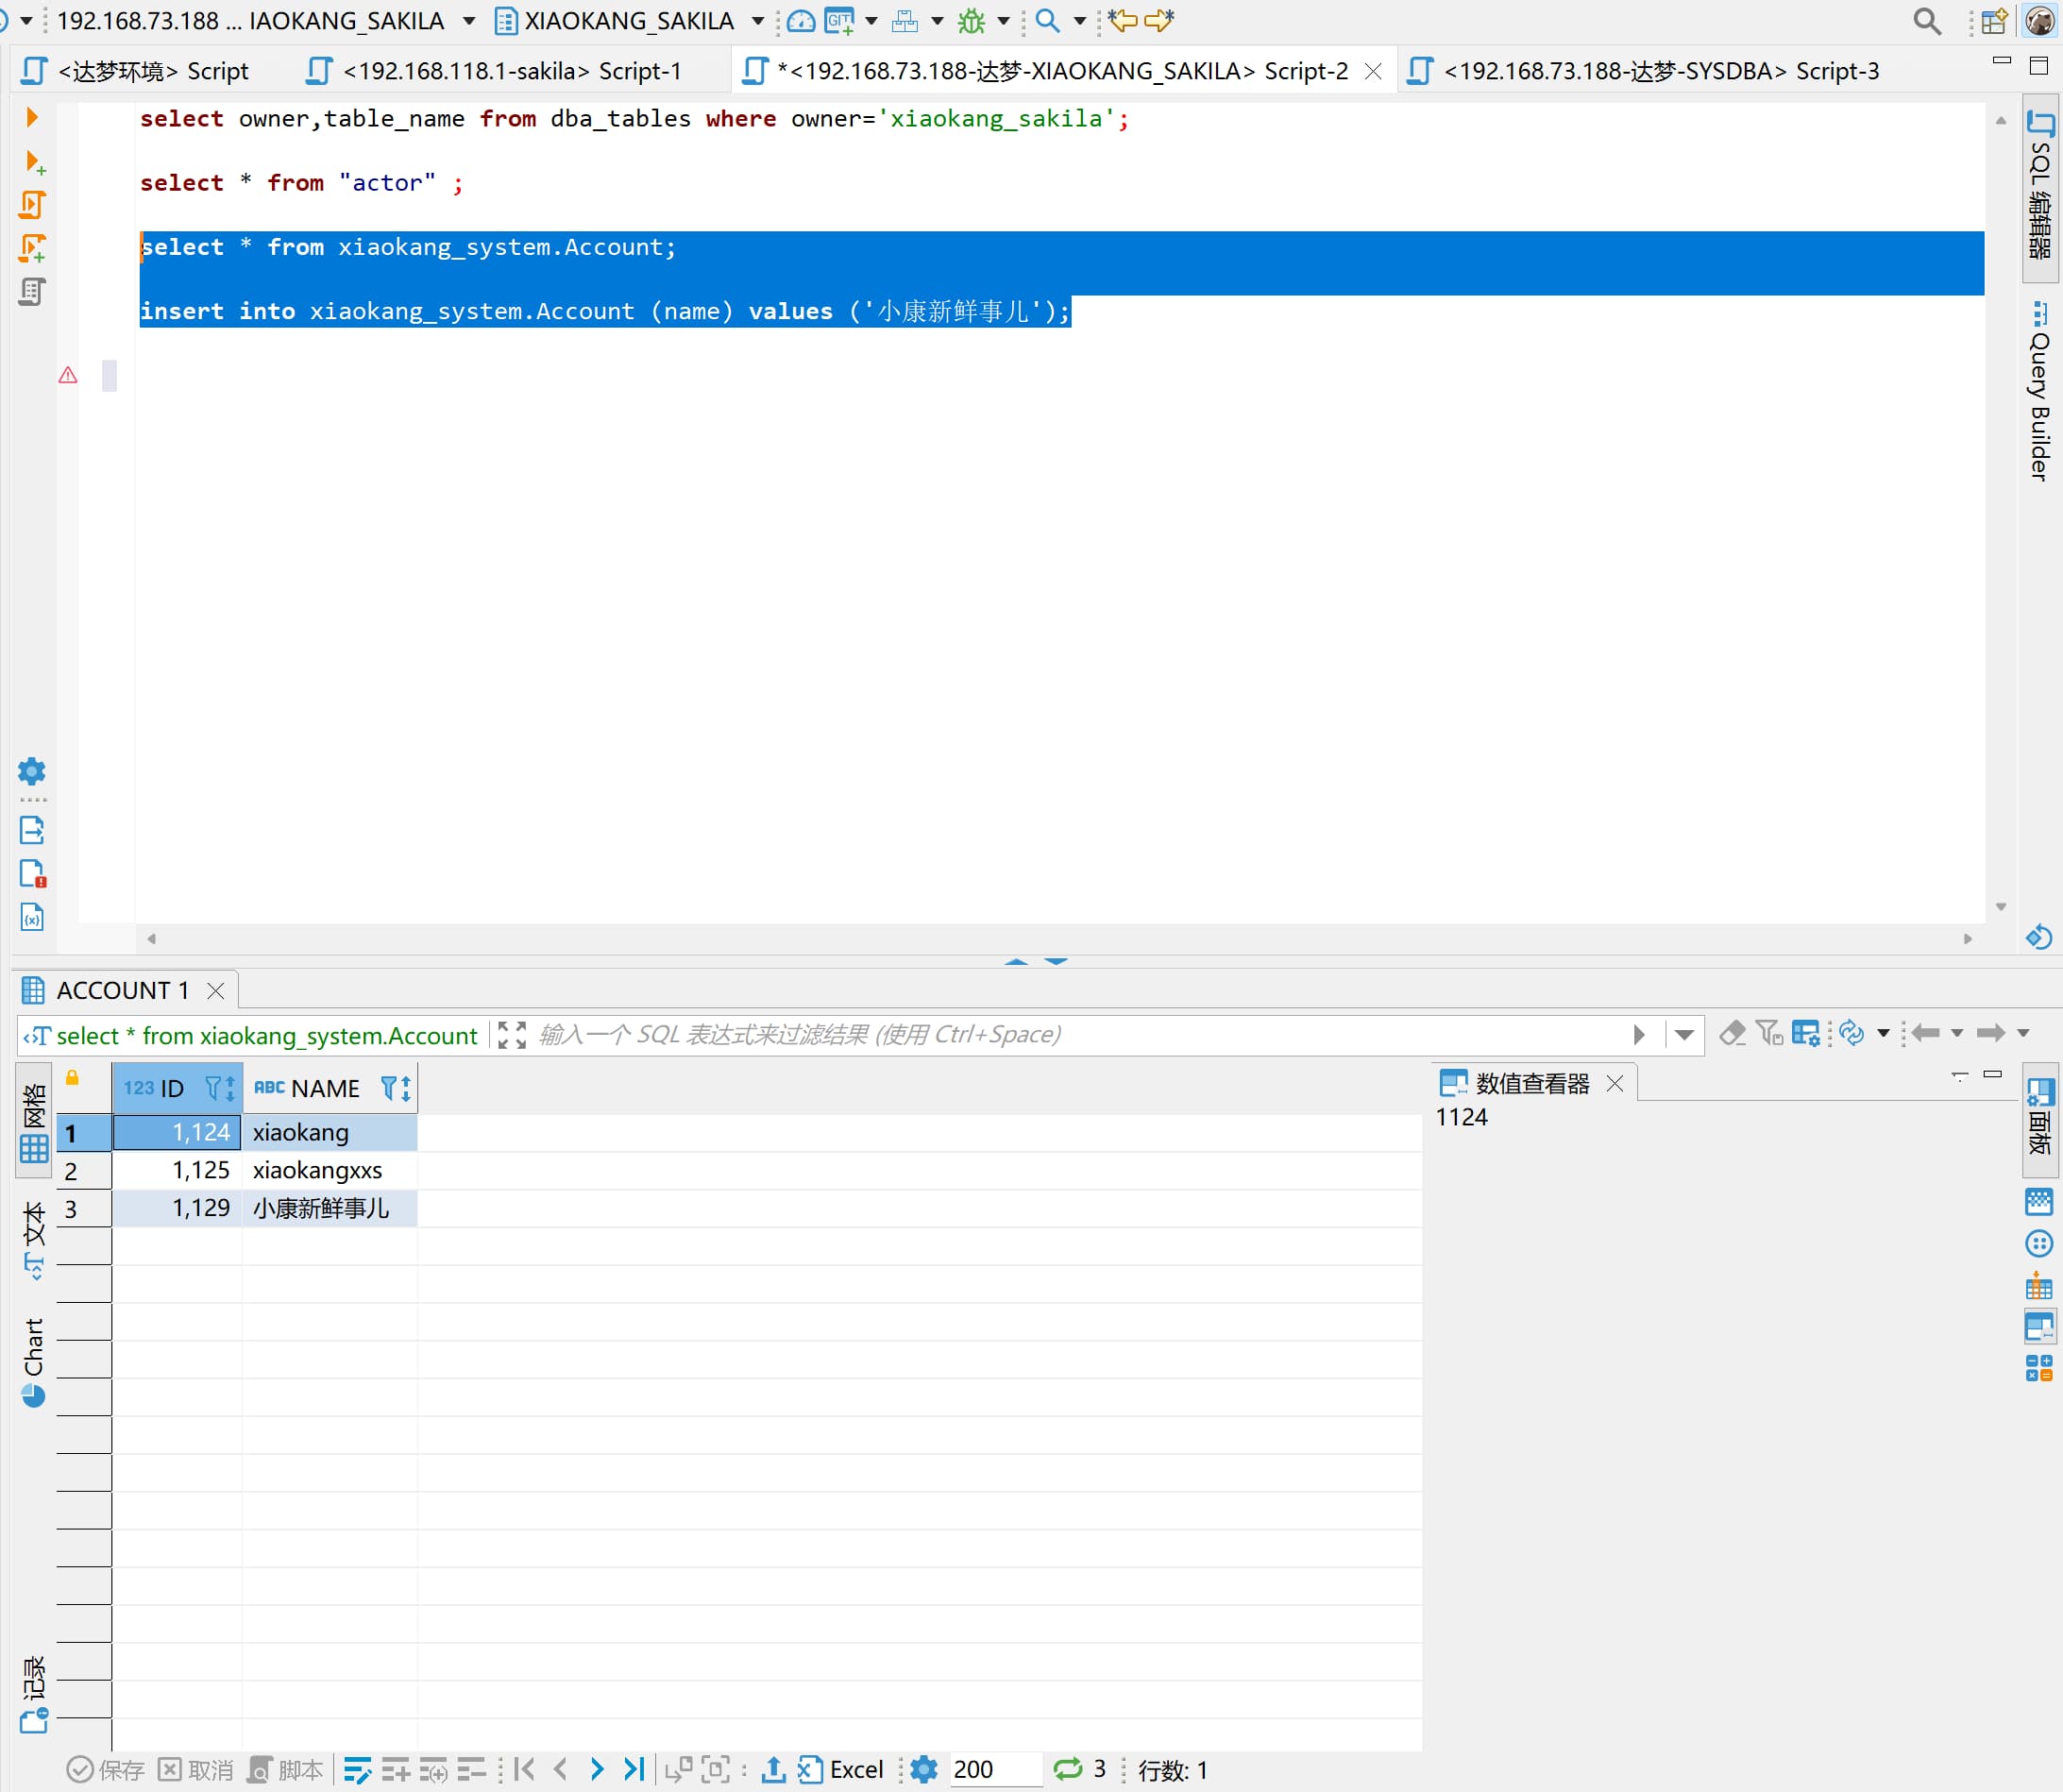 192.168.73.188 ... IAOKANG_SAKILA XIAOKANG_SAKILA GIT
<达梦环境> Script <192.168.118.1-sakila> Script-1 *<192.168.73.188-达梦-XIAOKANG_SAKILA> Script-2 <192.168.73.188-达梦-SYSDBA> Script-3
select owner,table_name from dba_tables where owner='xiaokang_sakila';
select * from "actor" ;
select * from xiaokang_system.Account;
insert into xiaokang_system.Account (name) values ('小康新鲜事儿');
SQL 编辑器
Query Builder
ACCOUNT 1
select * from xiaokang_system.Account 输入一个 SQL 表达式来过滤结果 (使用 Ctrl+Space)
网格
文本
Chart
记录
123 ID ABC NAME
1 1,124 xiaokang
2 1,125 xiaokangxxs
3 1,129 小康新鲜事儿
数值查看器
1124
面板
保存 取消 脚本 Excel 200 3 行数: 1